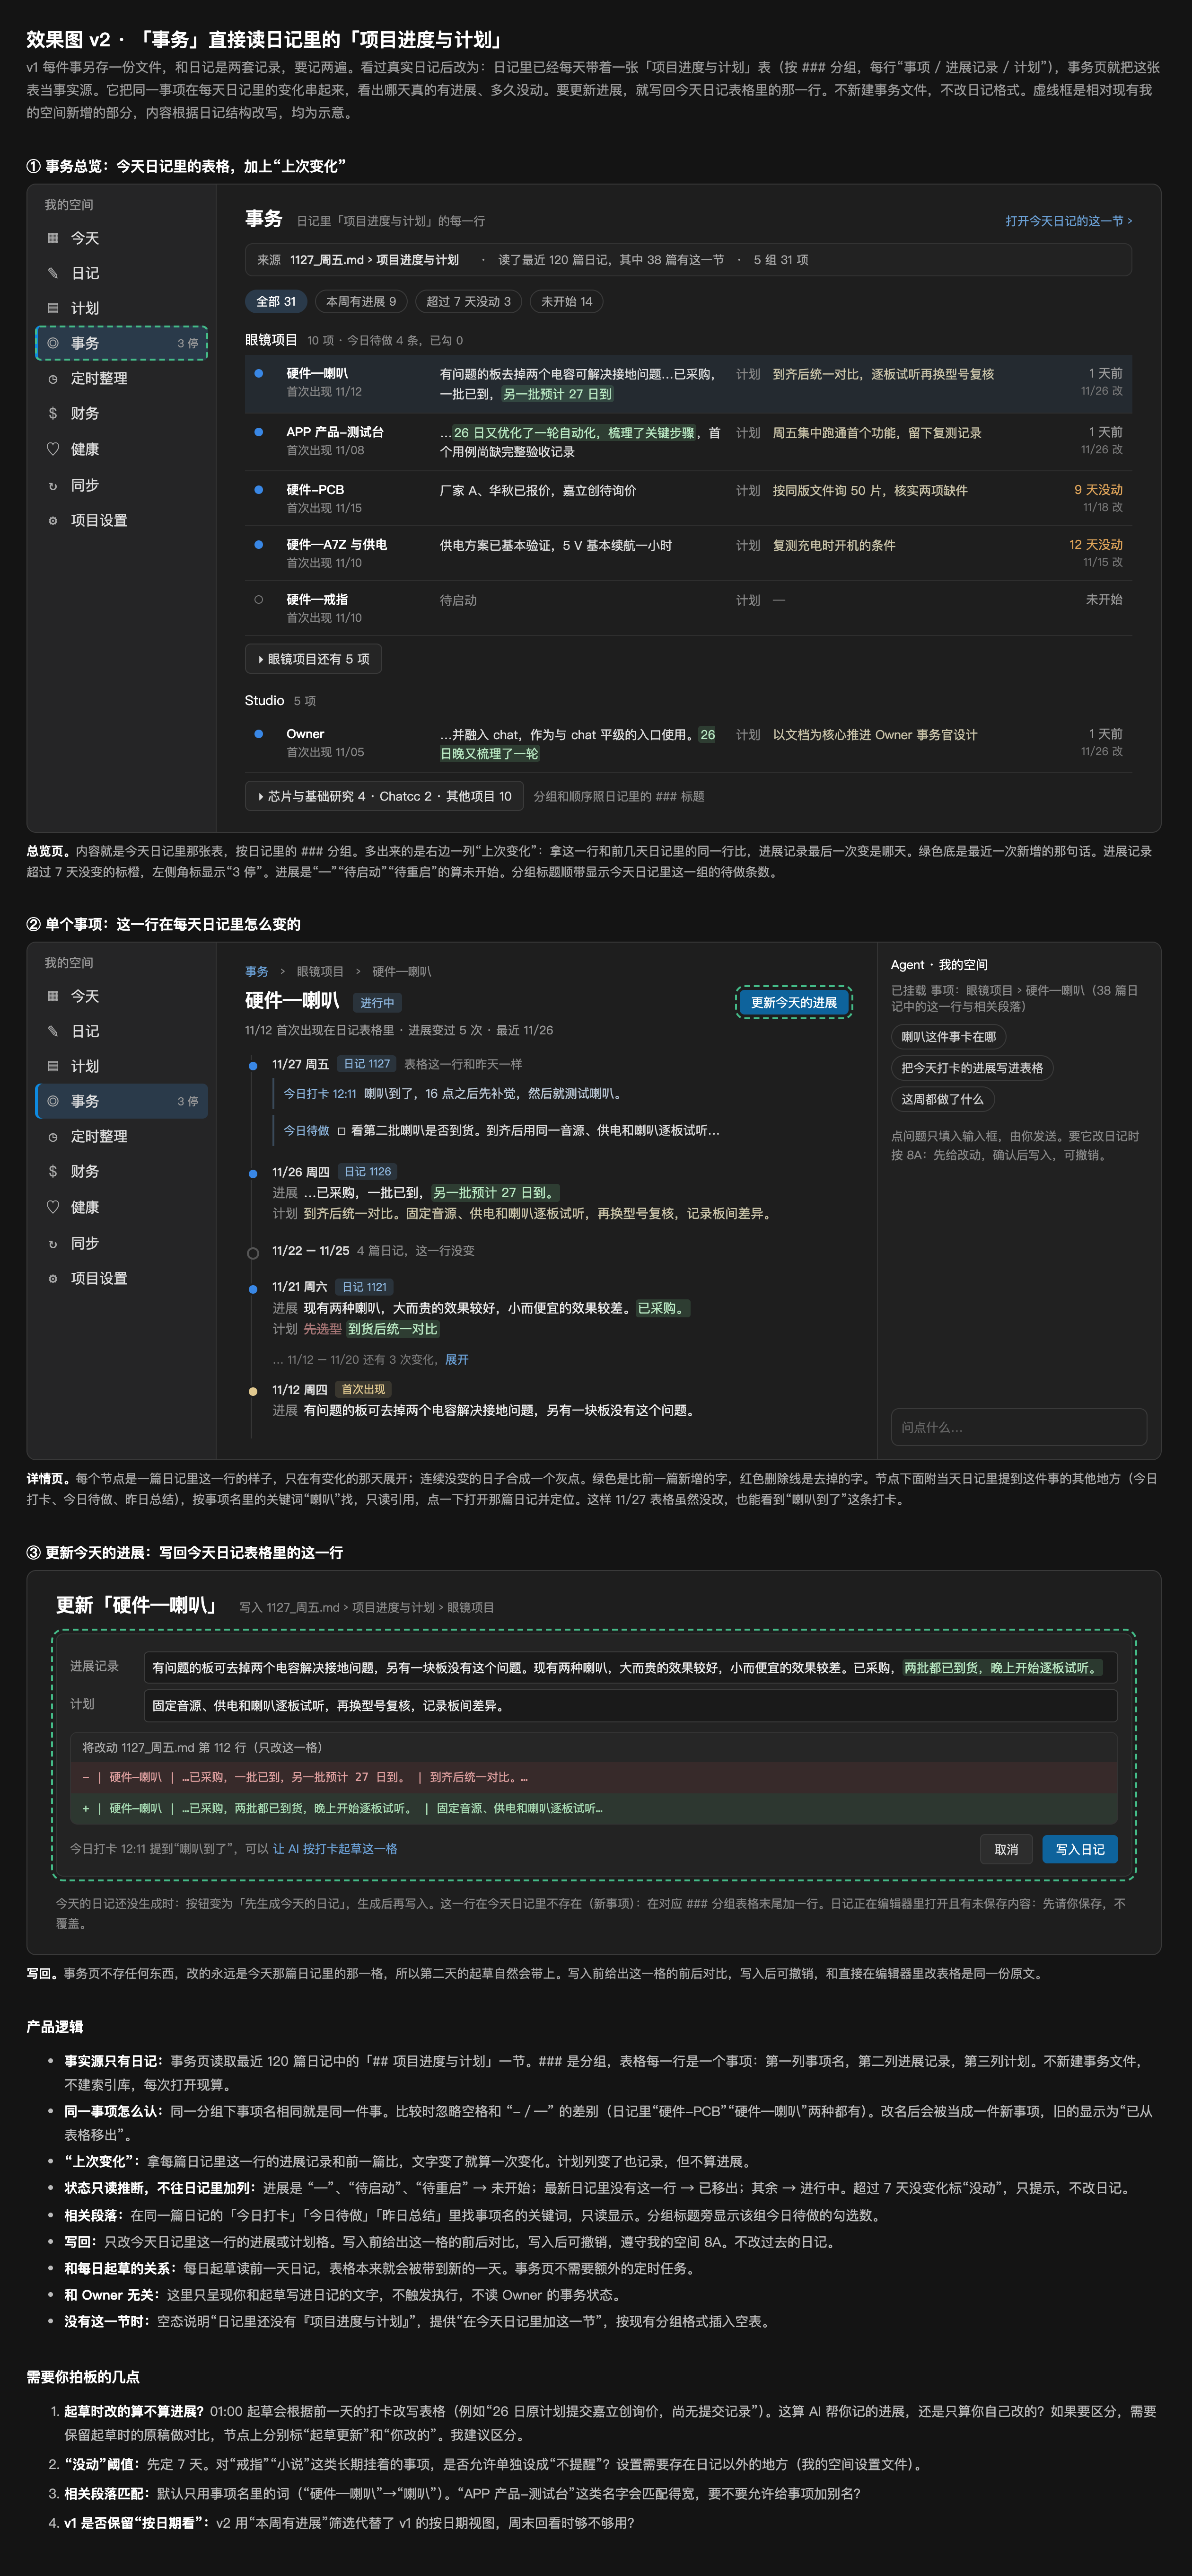 效果图 v2 · 「事务」直接读日记里的「项目进度与计划」
v1 每件事另存一份文件，和日记是两套记录，要记两遍。看过真实日记后改为：日记里已经每天带着一张「项目进度与计划」表（按 ### 分组，每行“事项 / 进展记录 / 计划”），事务页就把这张
表当事实源。它把同一事项在每天日记里的变化串起来，看出哪天真的有进展、多久没动。要更新进展，就写回今天日记表格里的那一行。不新建事务文件，不改日记格式。虚线框是相对现有我
的空间新增的部分，内容根据日记结构改写，均为示意。
① 事务总览：今天日记里的表格，加上“上次变化”
我的空间
今天
日记
计划
事务 3 停
定时整理
财务
健康
同步
项目设置
事务 日记里「项目进度与计划」的每一行
打开今天日记的这一节 ›
来源 1127_周五.md › 项目进度与计划 · 读了最近 120 篇日记，其中 38 篇有这一节 · 5 组 31 项
全部 31 本周有进展 9 超过 7 天没动 3 未开始 14
眼镜项目 10 项 · 今日待做 4 条，已勾 0
硬件—喇叭 有问题的板去掉两个电容可解决接地问题…已采购， 计划 到齐后统一对比，逐板试听再换型号复核 1 天前
首次出现 11/12 一批已到，另一批预计 27 日到 11/26 改
APP 产品–测试台 …26 日又优化了一轮自动化，梳理了关键步骤，首 计划 周五集中跑通首个功能，留下复测记录 1 天前
首次出现 11/08 个用例尚缺完整验收记录 11/26 改
硬件–PCB 厂家 A、华秋已报价，嘉立创待询价 计划 按同版文件询 50 片，核实两项缺件 9 天没动
首次出现 11/15 11/18 改
硬件—A7Z 与供电 供电方案已基本验证，5 V 基本续航一小时 计划 复测充电时开机的条件 12 天没动
首次出现 11/10 11/15 改
硬件—戒指 待启动 计划 — 未开始
首次出现 11/10
眼镜项目还有 5 项
Studio 5 项
Owner …并融入 chat，作为与 chat 平级的入口使用。26 计划 以文档为核心推进 Owner 事务官设计 1 天前
首次出现 11/05 日晚又梳理了一轮 11/26 改
芯片与基础研究 4 · Chatcc 2 · 其他项目 10 分组和顺序照日记里的 ### 标题
总览页。内容就是今天日记里那张表，按日记里的 ### 分组。多出来的是右边一列“上次变化”：拿这一行和前几天日记里的同一行比，进展记录最后一次变是哪天。绿色底是最近一次新增的那句话。进展记录
超过 7 天没变的标橙，左侧角标显示“3 停”。进展是“—”“待启动”“待重启”的算未开始。分组标题顺带显示今天日记里这一组的待做条数。
② 单个事项：这一行在每天日记里怎么变的
我的空间
今天
日记
计划
事务 3 停
定时整理
财务
健康
同步
项目设置
事务 › 眼镜项目 › 硬件—喇叭
硬件—喇叭 进行中 更新今天的进展
11/12 首次出现在日记表格里 · 进展变过 5 次 · 最近 11/26
11/27 周五 日记 1127 表格这一行和昨天一样
今日打卡 12:11 喇叭到了，16 点之后先补觉，然后就测试喇叭。
今日待做 □ 看第二批喇叭是否到货。到齐后用同一音源、供电和喇叭逐板试听…
11/26 周四 日记 1126
进展 …已采购，一批已到，另一批预计 27 日到。
计划 到齐后统一对比。固定音源、供电和喇叭逐板试听，再换型号复核，记录板间差异。
11/22 — 11/25 4 篇日记，这一行没变
11/21 周六 日记 1121
进展 现有两种喇叭，大而贵的效果较好，小而便宜的效果较差。已采购。
计划 先选型 到货后统一对比
… 11/12 — 11/20 还有 3 次变化，展开
11/12 周四 首次出现
进展 有问题的板可去掉两个电容解决接地问题，另有一块板没有这个问题。
Agent · 我的空间
已挂载 事项：眼镜项目 › 硬件—喇叭（38 篇日
记中的这一行与相关段落）
喇叭这件事卡在哪
把今天打卡的进展写进表格
这周都做了什么
点问题只填入输入框，由你发送。要它改日记时
按 8A：先给改动，确认后写入，可撤销。
问点什么…
详情页。每个节点是一篇日记里这一行的样子，只在有变化的那天展开；连续没变的日子合成一个灰点。绿色是比前一篇新增的字，红色删除线是去掉的字。节点下面附当天日记里提到这件事的其他地方（今日
打卡、今日待做、昨日总结），按事项名里的关键词“喇叭”找，只读引用，点一下打开那篇日记并定位。这样 11/27 表格虽然没改，也能看到“喇叭到了”这条打卡。
③ 更新今天的进展：写回今天日记表格里的这一行
更新「硬件—喇叭」 写入 1127_周五.md › 项目进度与计划 › 眼镜项目
进展记录 有问题的板可去掉两个电容解决接地问题，另有一块板没有这个问题。现有两种喇叭，大而贵的效果较好，小而便宜的效果较差。已采购，两批都已到货，晚上开始逐板试听。
计划 固定音源、供电和喇叭逐板试听，再换型号复核，记录板间差异。
将改动 1127_周五.md 第 112 行（只改这一格）
− | 硬件—喇叭 | …已采购，一批已到，另一批预计 27 日到。 | 到齐后统一对比。…
+ | 硬件—喇叭 | …已采购，两批都已到货，晚上开始逐板试听。 | 固定音源、供电和喇叭逐板试听…
今日打卡 12:11 提到“喇叭到了”，可以 让 AI 按打卡起草这一格 取消 写入日记
今天的日记还没生成时：按钮变为「先生成今天的日记」，生成后再写入。这一行在今天日记里不存在（新事项）：在对应 ### 分组表格末尾加一行。日记正在编辑器里打开且有未保存内容：先请你保存，不
覆盖。
写回。事务页不存任何东西，改的永远是今天那篇日记里的那一格，所以第二天的起草自然会带上。写入前给出这一格的前后对比，写入后可撤销，和直接在编辑器里改表格是同一份原文。
产品逻辑
• 事实源只有日记：事务页读取最近 120 篇日记中的「## 项目进度与计划」一节。### 是分组，表格每一行是一个事项：第一列事项名，第二列进展记录，第三列计划。不新建事务文件，
不建索引库，每次打开现算。
• 同一事项怎么认：同一分组下事项名相同就是同一件事。比较时忽略空格和 “– / —” 的差别（日记里“硬件–PCB”“硬件—喇叭”两种都有）。改名后会被当成一件新事项，旧的显示为“已从
表格移出”。
• “上次变化”：拿每篇日记里这一行的进展记录和前一篇比，文字变了就算一次变化。计划列变了也记录，但不算进展。
• 状态只读推断，不往日记里加列：进展是 “—”、“待启动”、“待重启” → 未开始；最新日记里没有这一行 → 已移出；其余 → 进行中。超过 7 天没变化标“没动”，只提示，不改日记。
• 相关段落：在同一篇日记的「今日打卡」「今日待做」「昨日总结」里找事项名的关键词，只读显示。分组标题旁显示该组今日待做的勾选数。
• 写回：只改今天日记里这一行的进展或计划格。写入前给出这一格的前后对比，写入后可撤销，遵守我的空间 8A。不改过去的日记。
• 和每日起草的关系：每日起草读前一天日记，表格本来就会被带到新的一天。事务页不需要额外的定时任务。
• 和 Owner 无关：这里只呈现你和起草写进日记的文字，不触发执行，不读 Owner 的事务状态。
• 没有这一节时：空态说明“日记里还没有『项目进度与计划』”，提供“在今天日记里加这一节”，按现有分组格式插入空表。
需要你拍板的几点
1. 起草时改的算不算进展？01:00 起草会根据前一天的打卡改写表格（例如“26 日原计划提交嘉立创询价，尚无提交记录”）。这算 AI 帮你记的进展，还是只算你自己改的？如果要区分，需要
保留起草时的原稿做对比，节点上分别标“起草更新”和“你改的”。我建议区分。
2. “没动”阈值：先定 7 天。对“戒指”“小说”这类长期挂着的事项，是否允许单独设成“不提醒”？设置需要存在日记以外的地方（我的空间设置文件）。
3. 相关段落匹配：默认只用事项名里的词（“硬件—喇叭”→“喇叭”）。“APP 产品–测试台”这类名字会匹配得宽，要不要允许给事项加别名？
4. v1 是否保留“按日期看”：v2 用“本周有进展”筛选代替了 v1 的按日期视图，周末回看时够不够用？